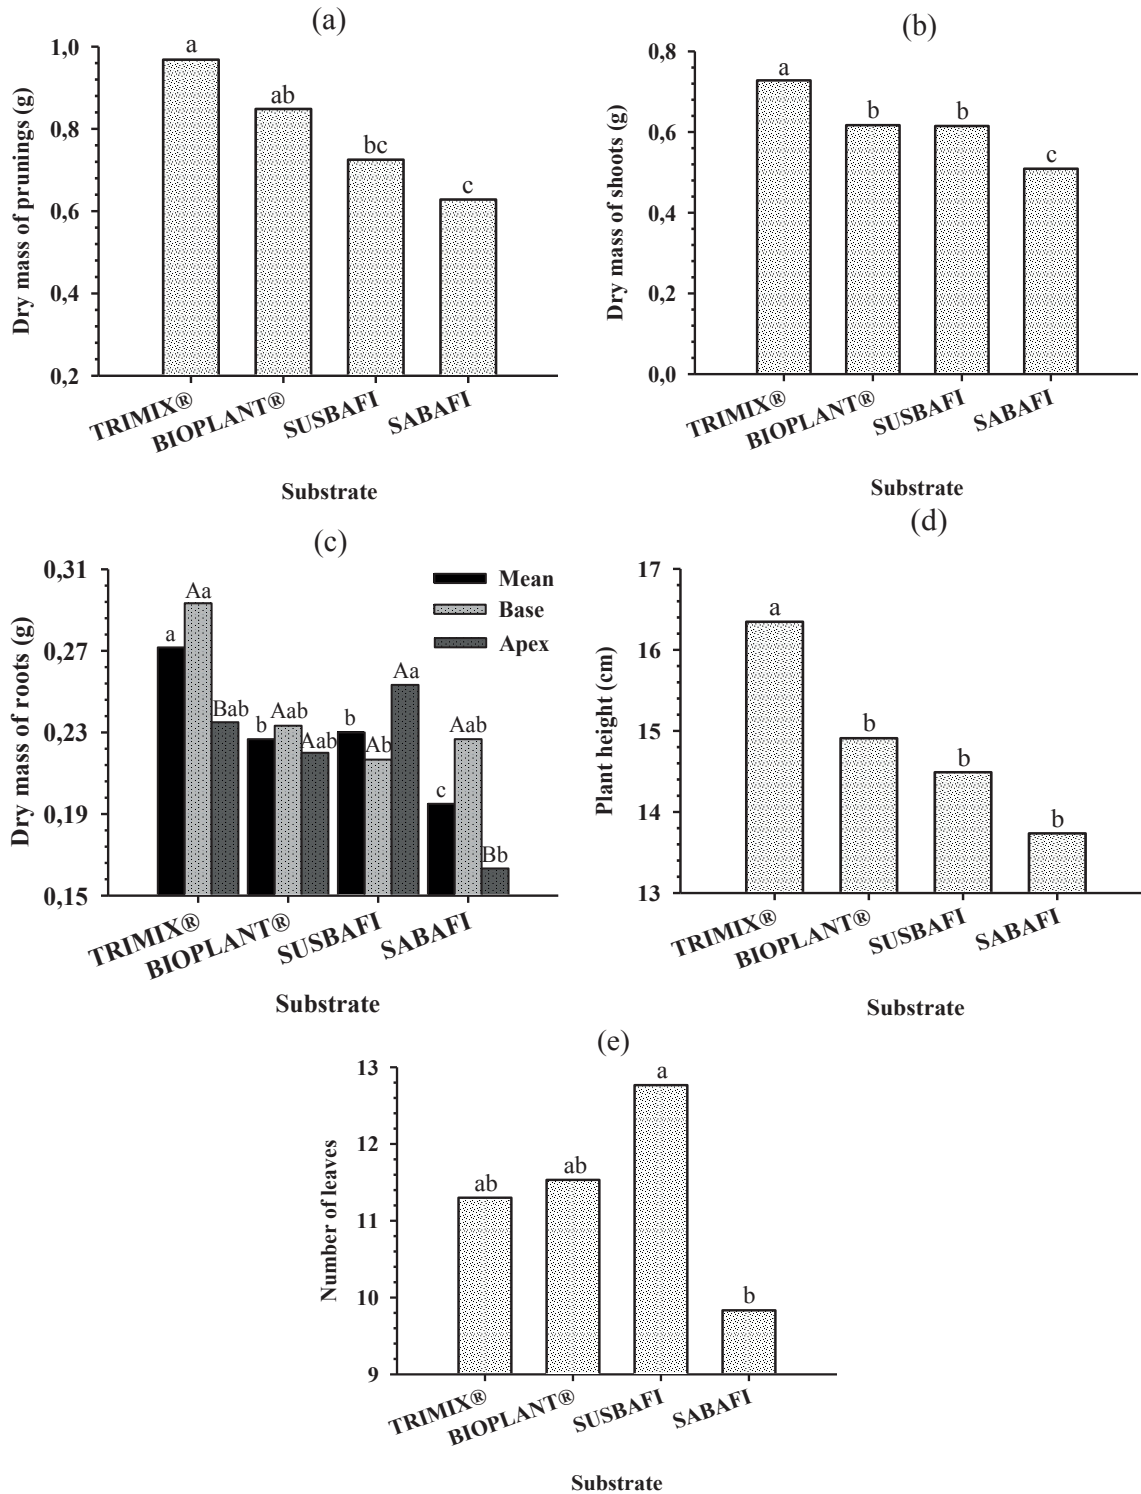 (a)
1,0
0,8
0,6
0,4
0,2
Dry mass of prunings (g)
a
ab
bc
c
TRIMIX®
BIOPLANT®
SUSBAFI
SABAFI
Substrate
(b)
0,8
0,6
0,4
0,2
0,0
Dry mass of shoots (g)
a
b
b
c
TRIMIX®
BIOPLANT®
SUSBAFI
SABAFI
Substrate
(c)
0,31
0,27
0,23
0,19
0,15
Dry mass of roots (g)
Mean
Base
Apex
a
Aa
Bab
b
Aab
Aab
b
Ab
Aa
c
Aab
Bb
TRIMIX®
BIOPLANT®
SUSBAFI
SABAFI
Substrate
(d)
17
16
15
14
13
Plant height (cm)
a
b
b
b
TRIMIX®
BIOPLANT®
SUSBAFI
SABAFI
Substrate
(e)
13
12
11
10
9
Number of leaves
ab
ab
a
b
TRIMIX®
BIOPLANT®
SUSBAFI
SABAFI
Substrate